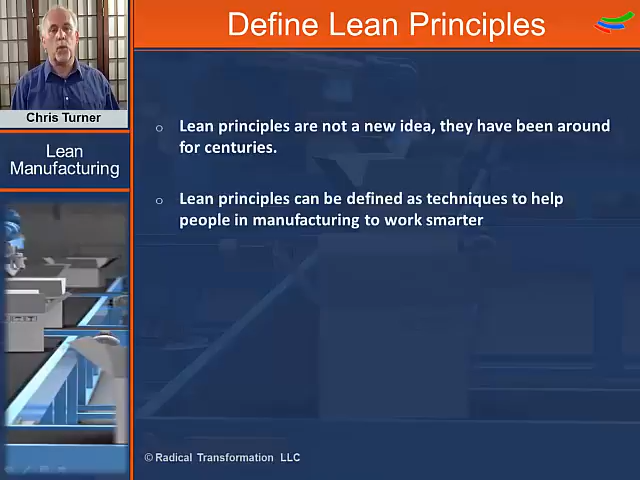 Define Lean Principles
Chris Turner
Lean
Manufacturing
Lean principles are not a new idea, they have been around
for centuries.
Lean principles can be defined as techniques to help
people in manufacturing to work smarter
© Radical Transformation LLC